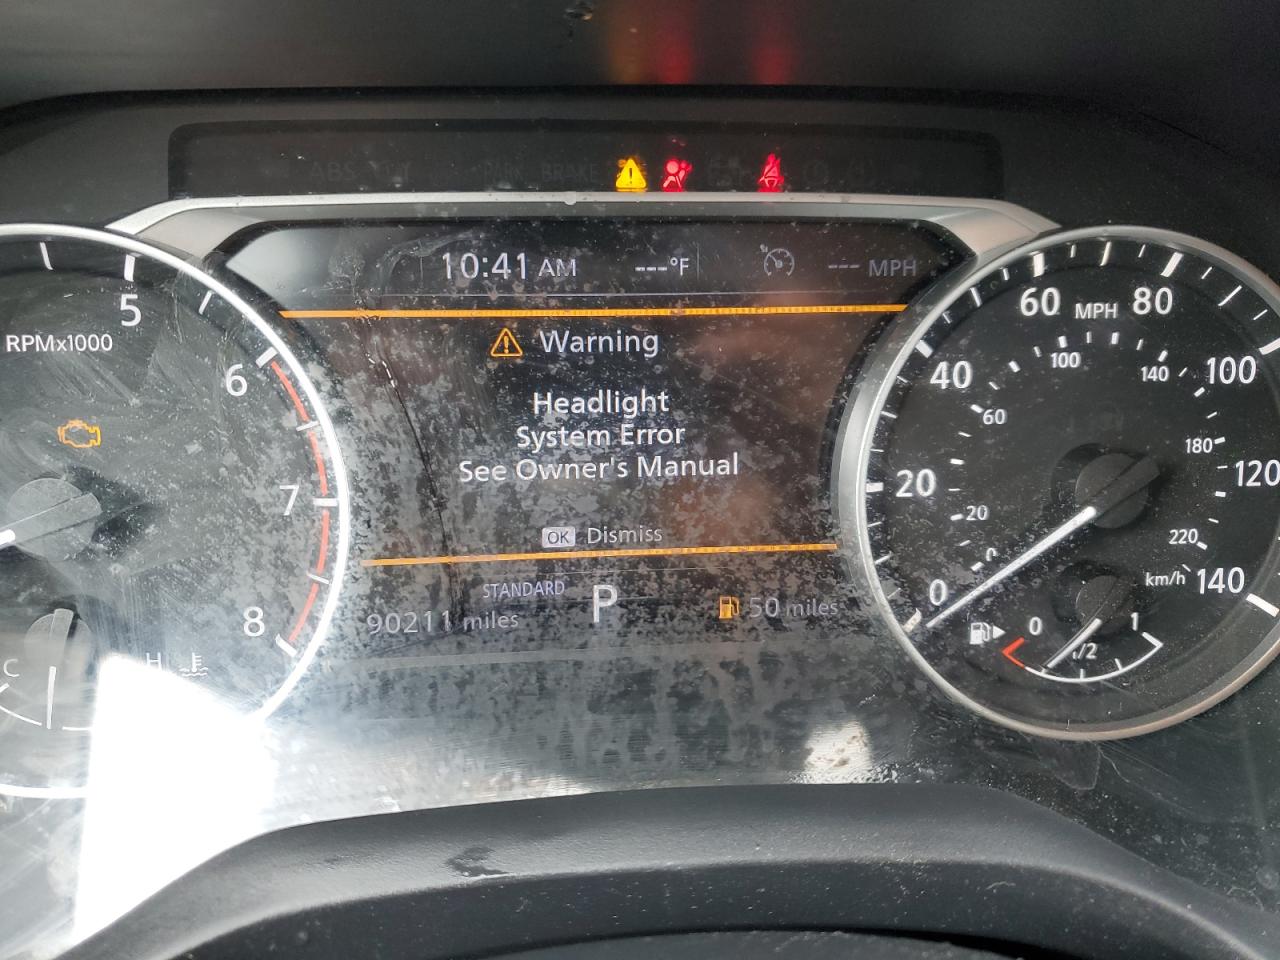 ABS
PARK BRAKE
10:41 AM
---°F
--- MPH
5
RPMx1000
6
7
8
C
H
Warning
Headlight
System Error
See Owner's Manual
OK Dismiss
STANDARD
90211 miles
P
50 miles
0
20
40
60
MPH
80
100
120
140
0
20
60
100
140
180
220
km/h
0
1/2
1